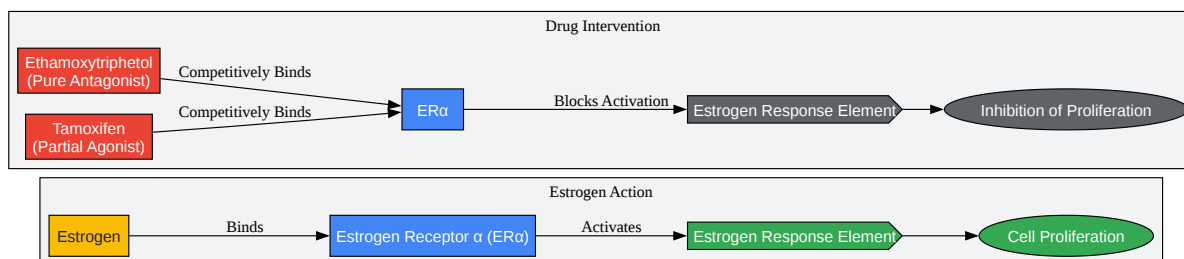 Drug Intervention
Ethamoxytriphetol
(Pure Antagonist)
Competitively Binds
Tamoxifen
(Partial Agonist)
Competitively Binds
ERα
Blocks Activation
Estrogen Response Element
Inhibition of Proliferation
Estrogen Action
Estrogen
Binds
Estrogen Receptor α (ERα)
Activates
Estrogen Response Element
Cell Proliferation